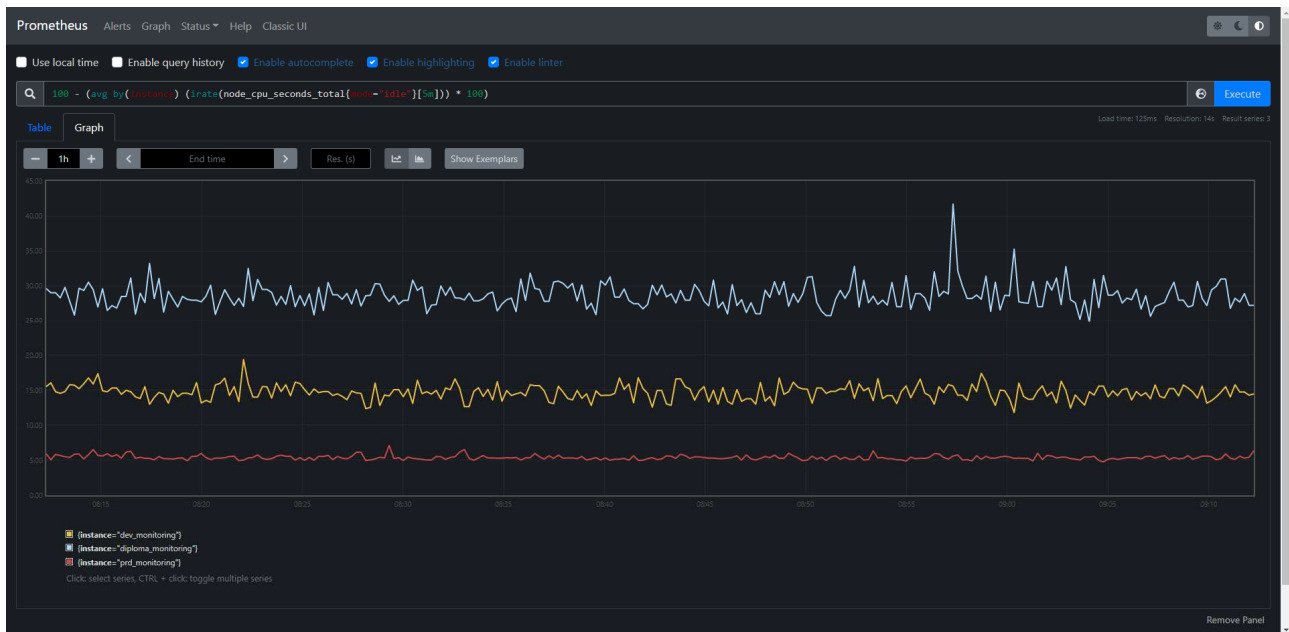 Prometheus Alerts Graph Status Help Classic UI
Use local time Enable query history Enable autocomplete Enable highlighting Enable linter
100 - (avg by(instance) (irate(node_cpu_seconds_total{mode="idle"}[5m])) * 100)
Execute
Load time: 125ms Resolution: 14s Result series: 3
Table Graph
1h End time Res. (s) Show Exemplars
45.00
40.00
35.00
30.00
25.00
20.00
15.00
10.00
5.00
0.00
08:15 08:20 08:25 08:30 08:35 08:40 08:45 08:50 08:55 09:00 09:05 09:10
{instance="dev_monitoring"}
{instance="diploma_monitoring"}
{instance="prd_monitoring"}
Click: select series, CTRL + click: toggle multiple series
Remove Panel